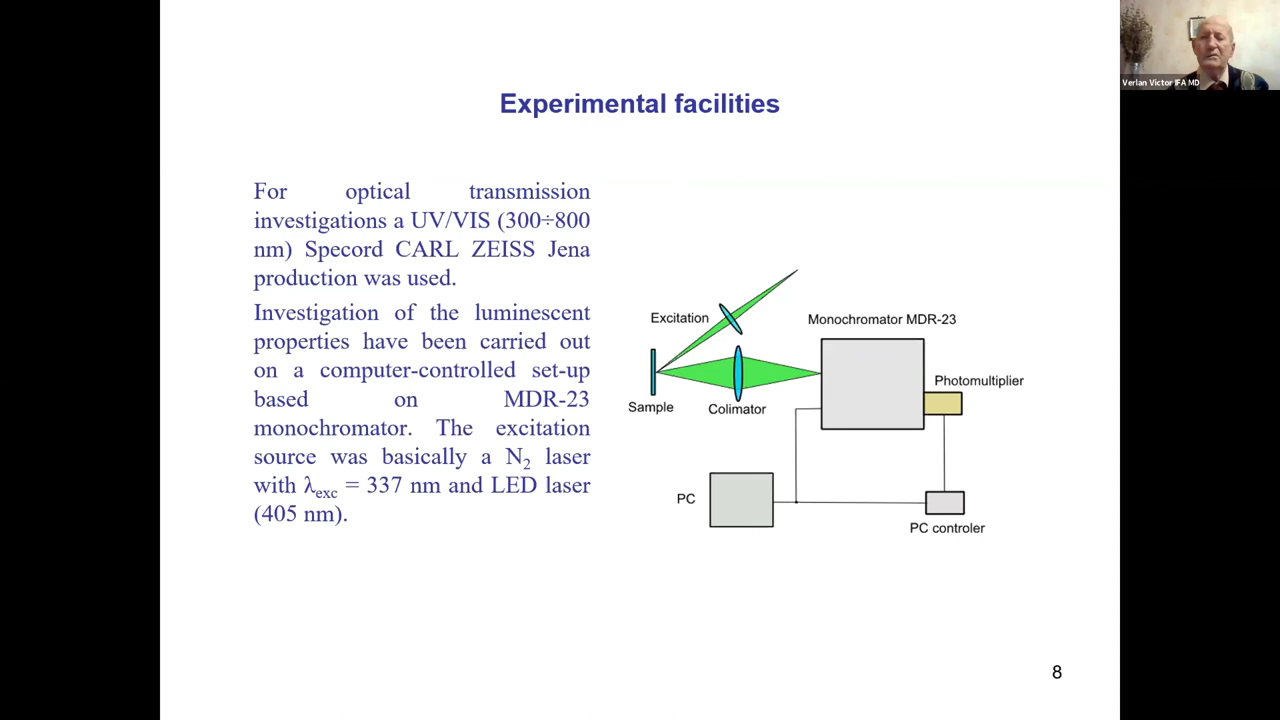 Verlan Victor IFA MD
Experimental facilities
For optical transmission
investigations a UV/VIS (300÷800
nm) Specord CARL ZEISS Jena
production was used.
Investigation of the luminescent
properties have been carried out
on a computer-controlled set-up
based on MDR-23
monochromator. The excitation
source was basically a N₂ laser
with λexc = 337 nm and LED laser
(405 nm).
Excitation
Monochromator MDR-23
Photomultiplier
Sample
Colimator
PC
PC controler
8